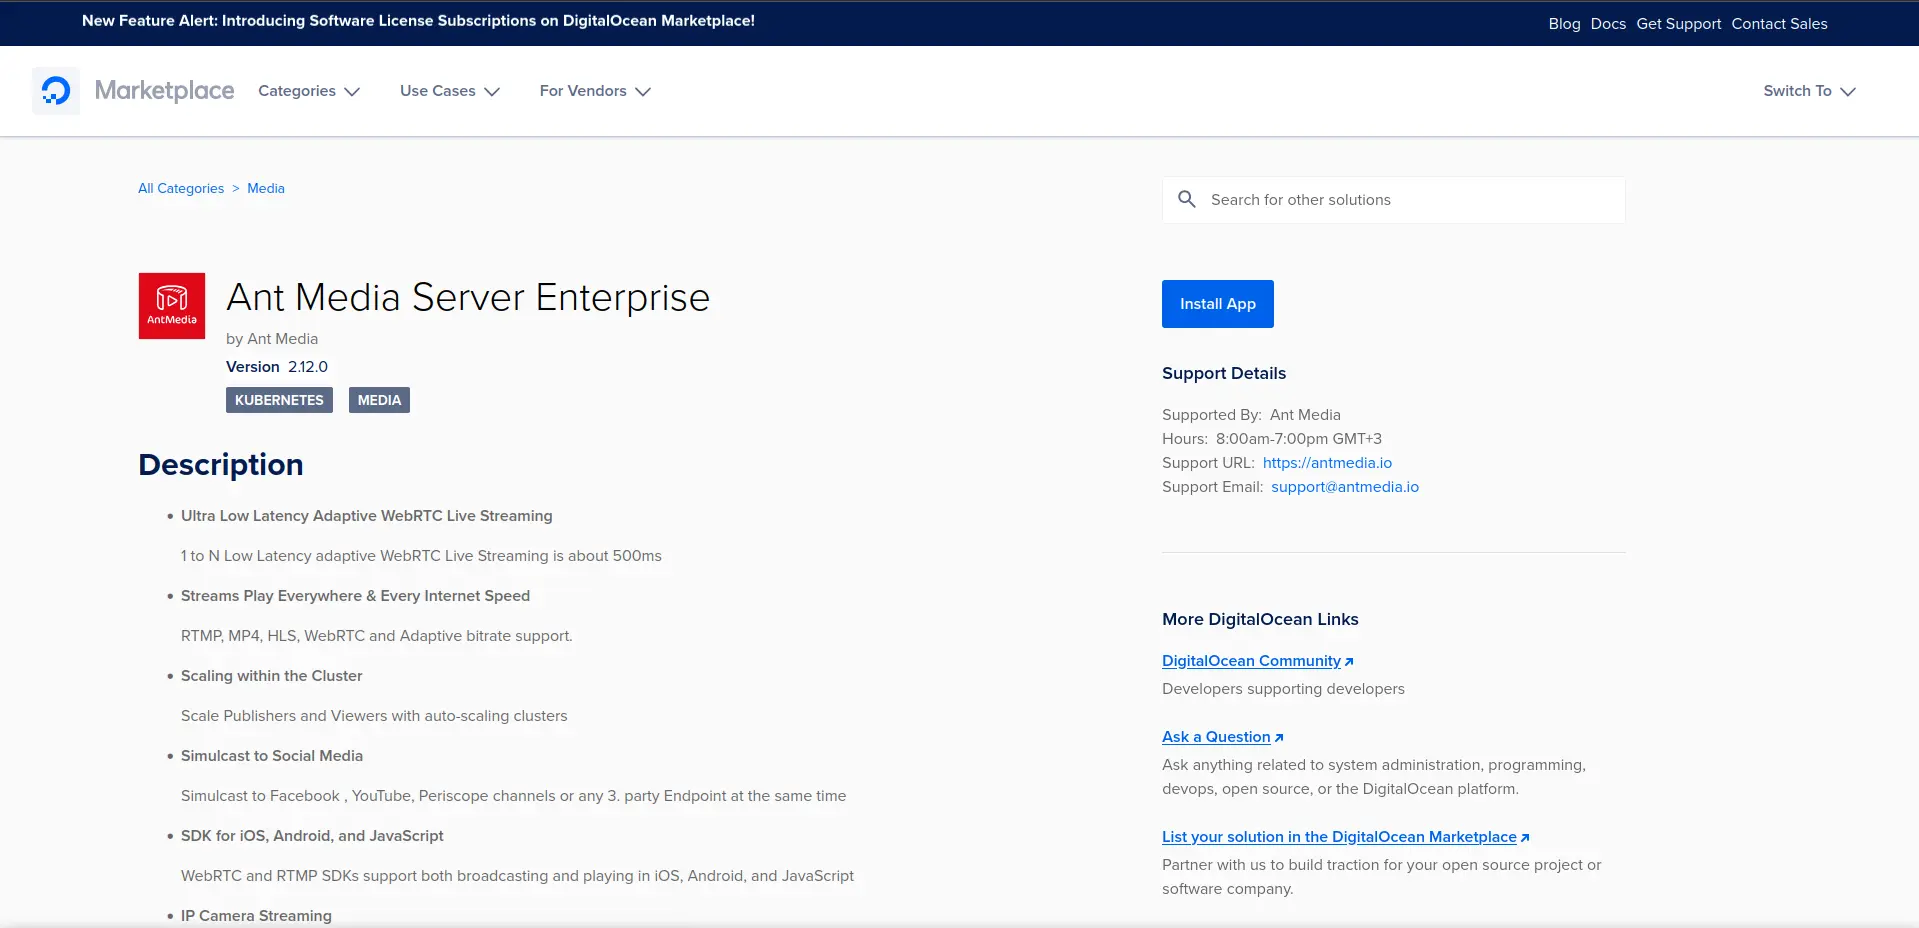 New Feature Alert: Introducing Software License Subscriptions on DigitalOcean Marketplace!
Blog Docs Get Support Contact Sales
Marketplace Categories Use Cases For Vendors Switch To
All Categories > Media
Search for other solutions
AntMedia
Ant Media Server Enterprise
by Ant Media
Version 2.12.0
KUBERNETES MEDIA
Description
• Ultra Low Latency Adaptive WebRTC Live Streaming
1 to N Low Latency adaptive WebRTC Live Streaming is about 500ms
• Streams Play Everywhere & Every Internet Speed
RTMP, MP4, HLS, WebRTC and Adaptive bitrate support.
• Scaling within the Cluster
Scale Publishers and Viewers with auto-scaling clusters
• Simulcast to Social Media
Simulcast to Facebook , YouTube, Periscope channels or any 3. party Endpoint at the same time
• SDK for iOS, Android, and JavaScript
WebRTC and RTMP SDKs support both broadcasting and playing in iOS, Android, and JavaScript
• IP Camera Streaming
Install App
Support Details
Supported By: Ant Media
Hours: 8:00am-7:00pm GMT+3
Support URL: https://antmedia.io
Support Email: support@antmedia.io
More DigitalOcean Links
DigitalOcean Community
Developers supporting developers
Ask a Question
Ask anything related to system administration, programming,
devops, open source, or the DigitalOcean platform.
List your solution in the DigitalOcean Marketplace
Partner with us to build traction for your open source project or
software company.